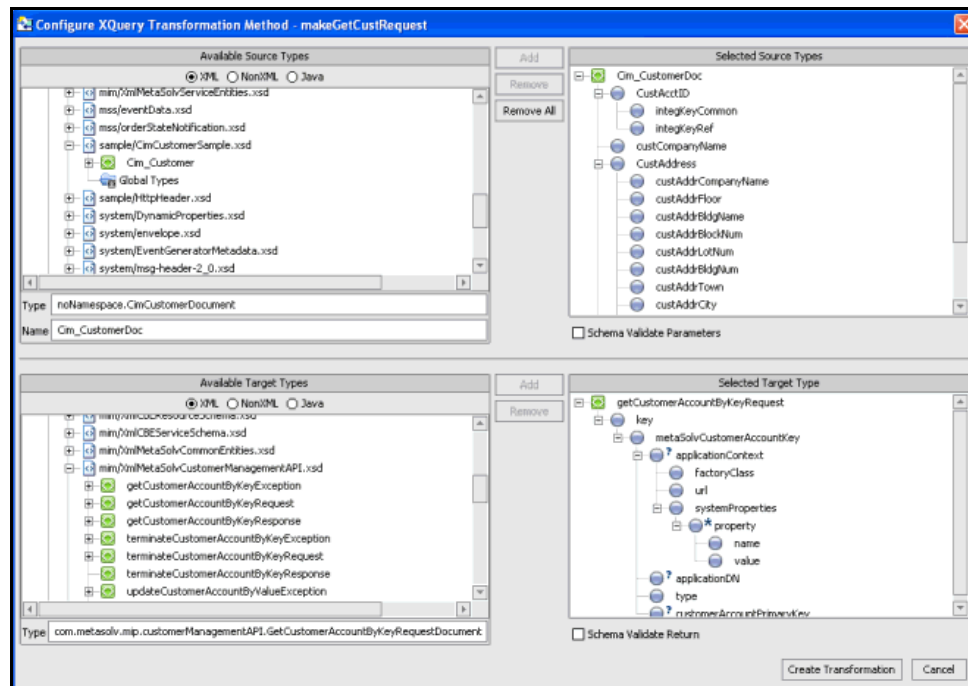 Configure XQuery Transformation Method - makeGetCustRequest
Available Source Types
XML NonXML Java
mim/XmlMetaSolvServiceEntities.xsd
mss/eventData.xsd
mss/orderStateNotification.xsd
sample/CimCustomerSample.xsd
Cim_Customer
Global Types
sample/HttpHeader.xsd
system/DynamicProperties.xsd
system/envelope.xsd
system/EventGeneratorMetadata.xsd
system/msg-header-2_0.xsd
Type noNamespace.CimCustomerDocument
Name Cim_CustomerDoc
Add
Remove
Remove All
Selected Source Types
Cim_CustomerDoc
CustAcctID
integKeyCommon
integKeyRef
custCompanyName
CustAddress
custAddrCompanyName
custAddrFloor
custAddrBldgName
custAddrBlockNum
custAddrLotNum
custAddrBldgNum
custAddrTown
custAddrCity
Schema Validate Parameters
Available Target Types
XML NonXML Java
mim/XmlCBEResourceSchema.xsd
mim/XmlCBEServiceSchema.xsd
mim/XmlMetaSolvCommonEntities.xsd
mim/XmlMetaSolvCustomerManagementAPI.xsd
getCustomerAccountByKeyException
getCustomerAccountByKeyRequest
getCustomerAccountByKeyResponse
terminateCustomerAccountByKeyException
terminateCustomerAccountByKeyRequest
terminateCustomerAccountByKeyResponse
updateCustomerAccountByValueException
Type com.metasolv.mip.customerManagementAPI.GetCustomerAccountByKeyRequestDocument
Add
Remove
Selected Target Type
getCustomerAccountByKeyRequest
key
metaSolvCustomerAccountKey
? applicationContext
factoryClass
url
systemProperties
* property
name
value
? applicationDN
type
? customerAccountPrimaryKey
Schema Validate Return
Create Transformation
Cancel